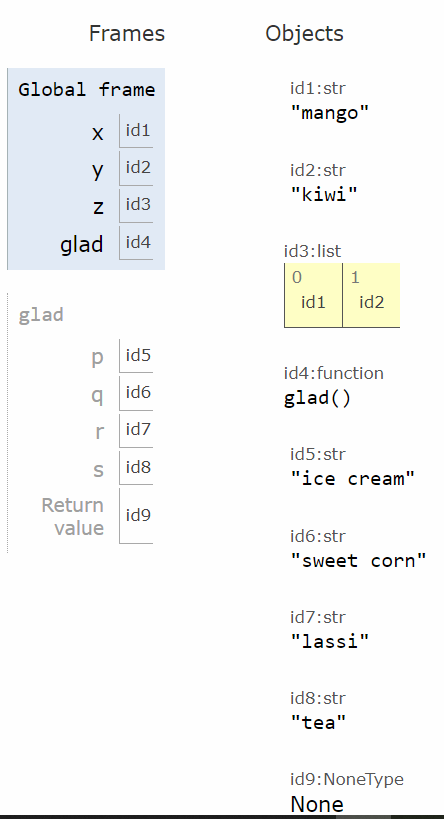 Frames
Objects
Global frame
x id1
y id2
z id3
glad id4
glad
p id5
q id6
r id7
s id8
Return
value id9
id1:str
"mango"
id2:str
"kiwi"
id3:list
0 1
id1 id2
id4:function
glad()
id5:str
"ice cream"
id6:str
"sweet corn"
id7:str
"lassi"
id8:str
"tea"
id9:NoneType
None